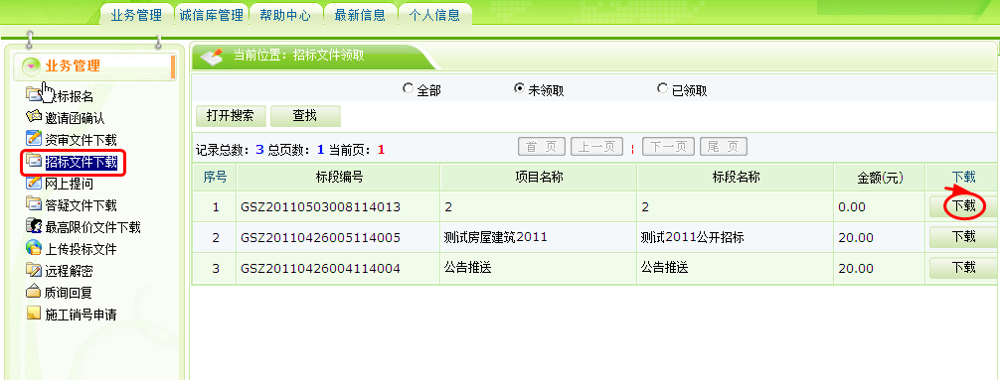 业务管理 诚信库管理 帮助中心 最新信息 个人信息
业务管理
投标报名
邀请函确认
资审文件下载
招标文件下载
网上提问
答疑文件下载
最高限价文件下载
上传投标文件
远程解密
质询回复
施工销号申请
当前位置：招标文件领取
全部 未领取 已领取
打开搜索 查找
记录总数：3 总页数：1 当前页：1 首 页 上一页 下一页 尾 页
序号 标段编号 项目名称 标段名称 金额(元) 下载
1 GSZ20110503008114013 2 2 0.00 下载
2 GSZ20110426005114005 测试房屋建筑2011 测试2011公开招标 20.00 下载
3 GSZ20110426004114004 公告推送 公告推送 20.00 下载